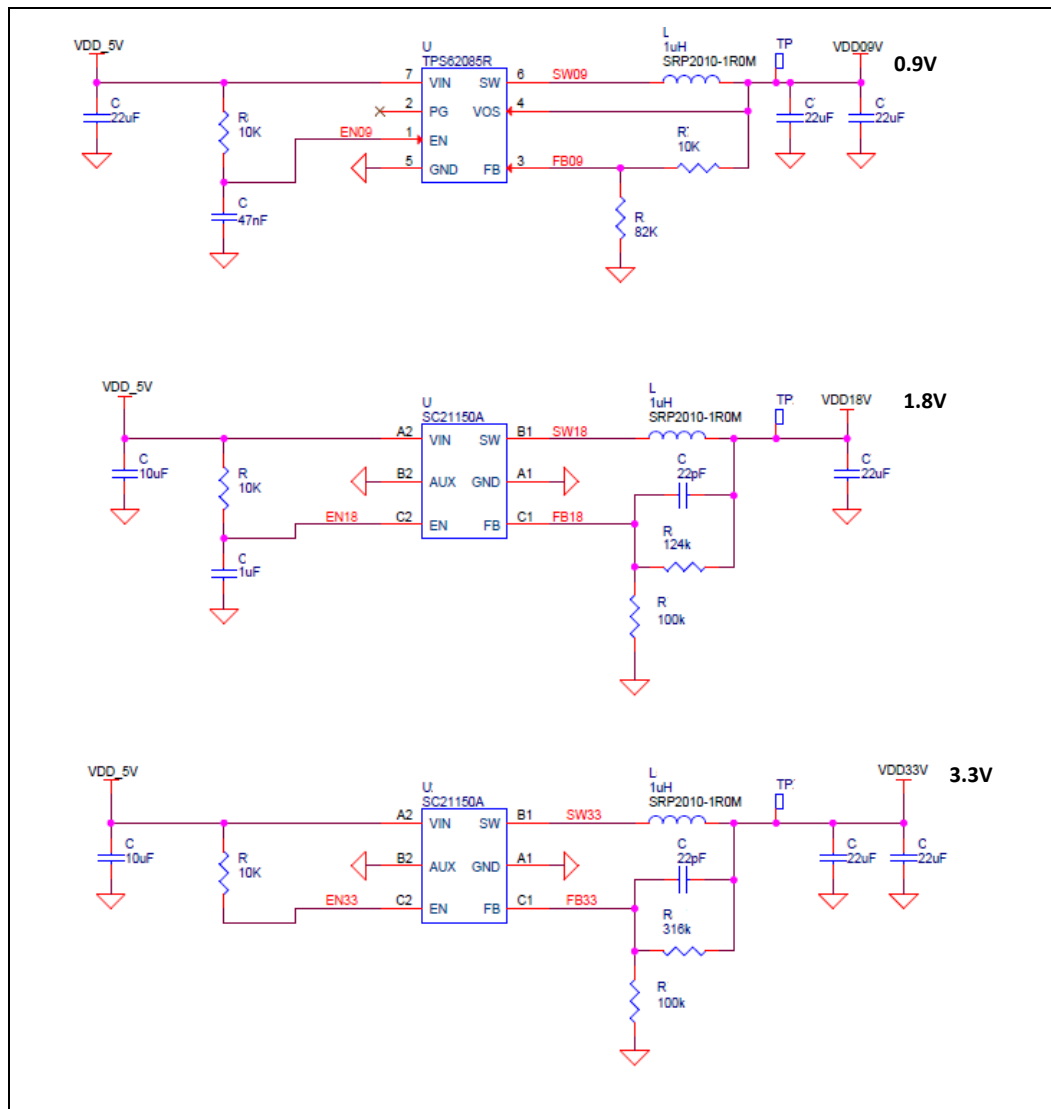 VDD_5V
C
22uF
R
10K
EN09
C
47nF
U
TPS62085R
7 VIN SW 6
2 PG VOS 4
1 EN
5 GND FB 3
SW09
FB09
L
1uH
SRP2010-1R0M
R
10K
R
82K
TP
C
22uF
VDD09V
C
22uF
0.9V
VDD_5V
C
10uF
R
10K
EN18
C
1uF
U
SC21150A
A2 VIN SW B1
B2 AUX GND A1
C2 EN FB C1
SW18
FB18
L
1uH
SRP2010-1R0M
C
22pF
R
124k
R
100k
TP
VDD18V
C
22uF
1.8V
VDD_5V
C
10uF
R
10K
EN33
U
SC21150A
A2 VIN SW B1
B2 AUX GND A1
C2 EN FB C1
SW33
FB33
L
1uH
SRP2010-1R0M
C
22pF
R
316k
R
100k
TP
C
22uF
VDD33V
C
22uF
3.3V